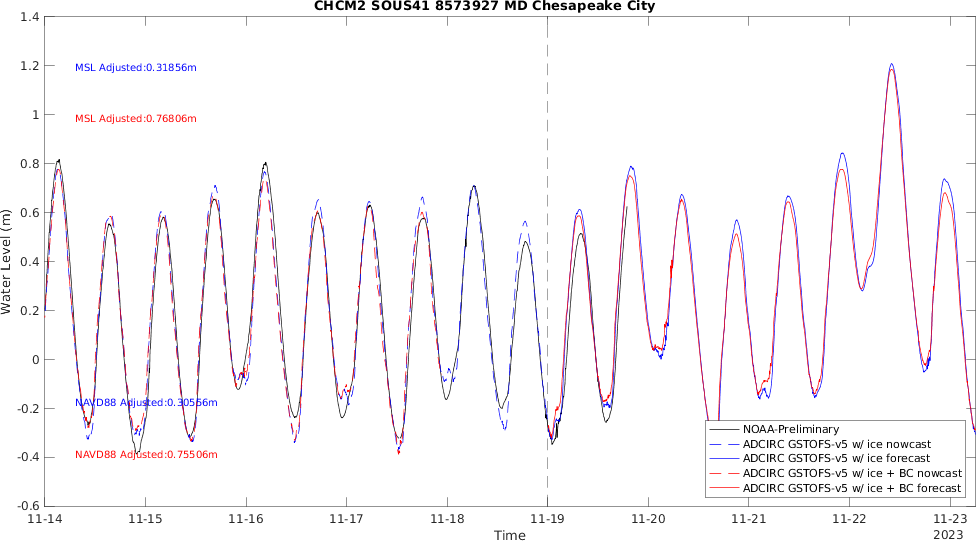 CHCM2 SOUS41 8573927 MD Chesapeake City
1.4
1.2
1
0.8
0.6
0.4
0.2
0
-0.2
-0.4
-0.6
Water Level (m)
MSL Adjusted:0.31856m
MSL Adjusted:0.76806m
NAVD88 Adjusted:0.30556m
NAVD88 Adjusted:0.75506m
NOAA-Preliminary
ADCIRC GSTOFS-v5 w/ ice nowcast
ADCIRC GSTOFS-v5 w/ ice forecast
ADCIRC GSTOFS-v5 w/ ice + BC nowcast
ADCIRC GSTOFS-v5 w/ ice + BC forecast
11-14 11-15 11-16 11-17 11-18 11-19 11-20 11-21 11-22 11-23
Time
2023